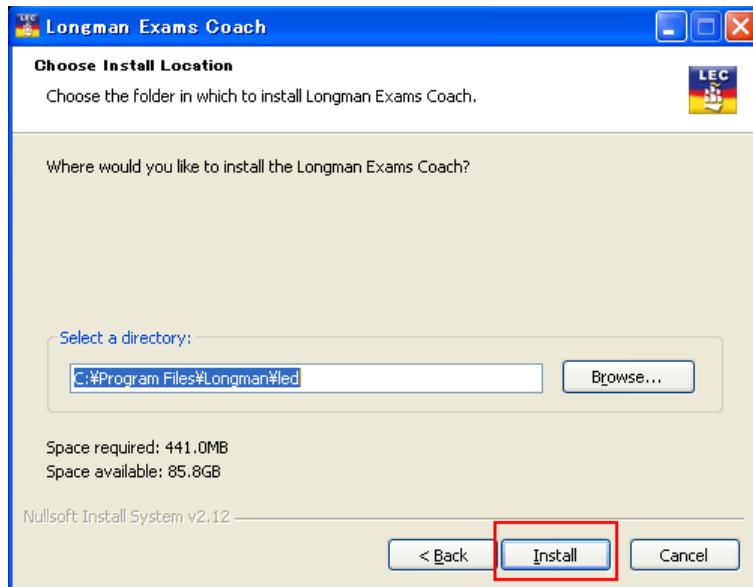 Longman Exams Coach
Choose Install Location
Choose the folder in which to install Longman Exams Coach.
LEC
Where would you like to install the Longman Exams Coach?
Select a directory:
C:¥Program Files¥Longman¥led
Browse...
Space required: 441.0MB
Space available: 85.8GB
Nullsoft Install System v2.12
< Back
Install
Cancel